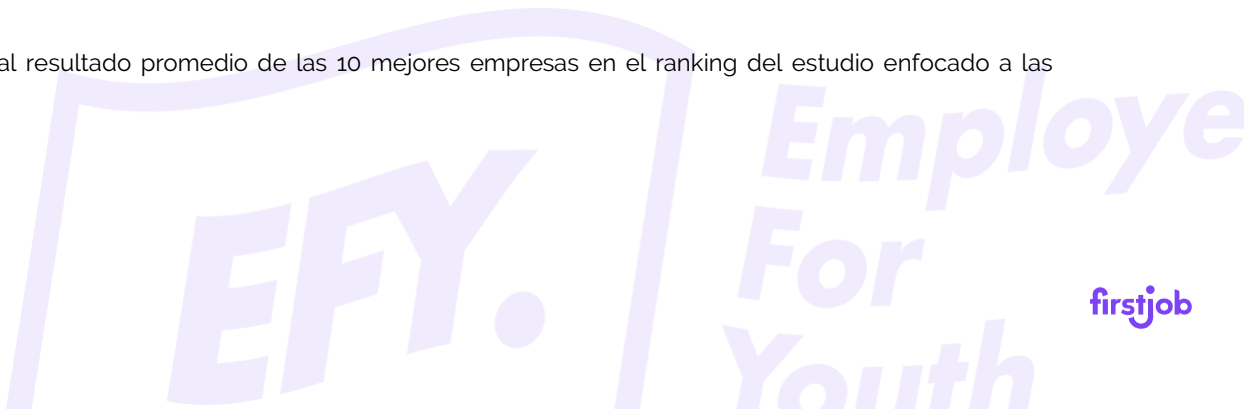 al resultado promedio de las 10 mejores empresas en el ranking del estudio enfocado a las
Employe
EFY.
For
firstjob
Youth